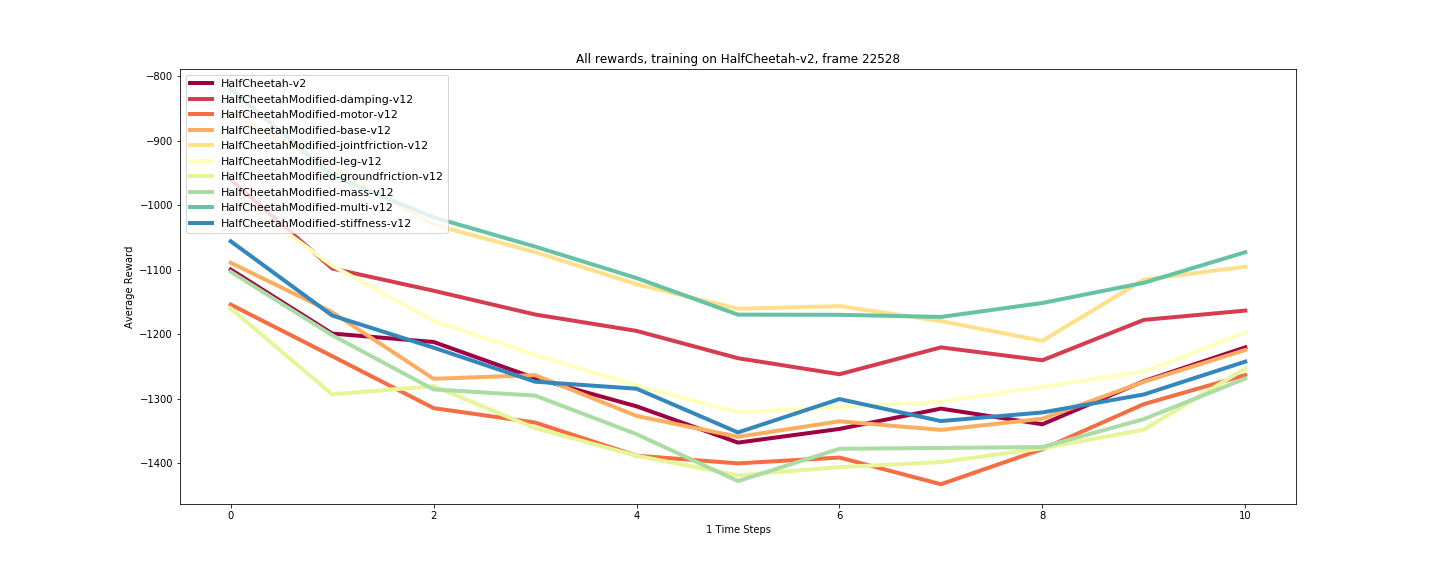 All rewards, training on HalfCheetah-v2, frame 22528
−800
−900
−1000
−1100
−1200
−1300
−1400
Average Reward
HalfCheetah-v2
HalfCheetahModified-damping-v12
HalfCheetahModified-motor-v12
HalfCheetahModified-base-v12
HalfCheetahModified-jointfriction-v12
HalfCheetahModified-leg-v12
HalfCheetahModified-groundfriction-v12
HalfCheetahModified-mass-v12
HalfCheetahModified-multi-v12
HalfCheetahModified-stiffness-v12
0 2 4 6 8 10
1 Time Steps